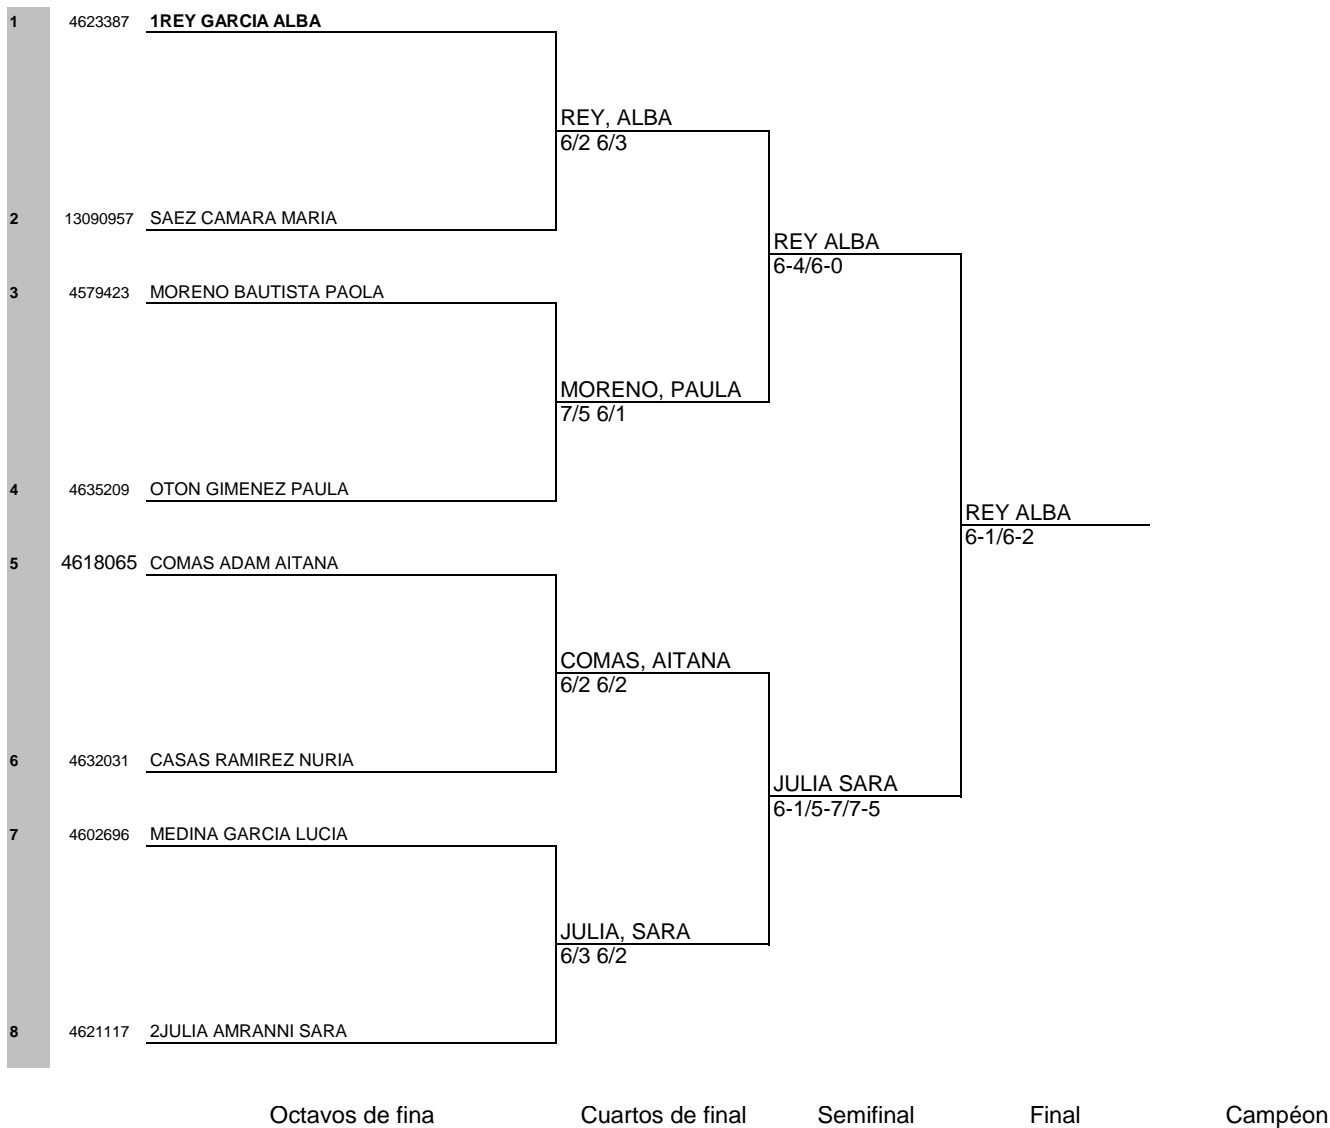 1 4623387 1REY GARCIA ALBA
REY, ALBA
6/2 6/3
2 13090957 SAEZ CAMARA MARIA
REY ALBA
6-4/6-0
3 4579423 MORENO BAUTISTA PAOLA
MORENO, PAULA
7/5 6/1
4 4635209 OTON GIMENEZ PAULA
REY ALBA
6-1/6-2
5 4618065 COMAS ADAM AITANA
COMAS, AITANA
6/2 6/2
6 4632031 CASAS RAMIREZ NURIA
JULIA SARA
6-1/5-7/7-5
7 4602696 MEDINA GARCIA LUCIA
JULIA, SARA
6/3 6/2
8 4621117 2JULIA AMRANNI SARA
Octavos de fina Cuartos de final Semifinal Final Campéon